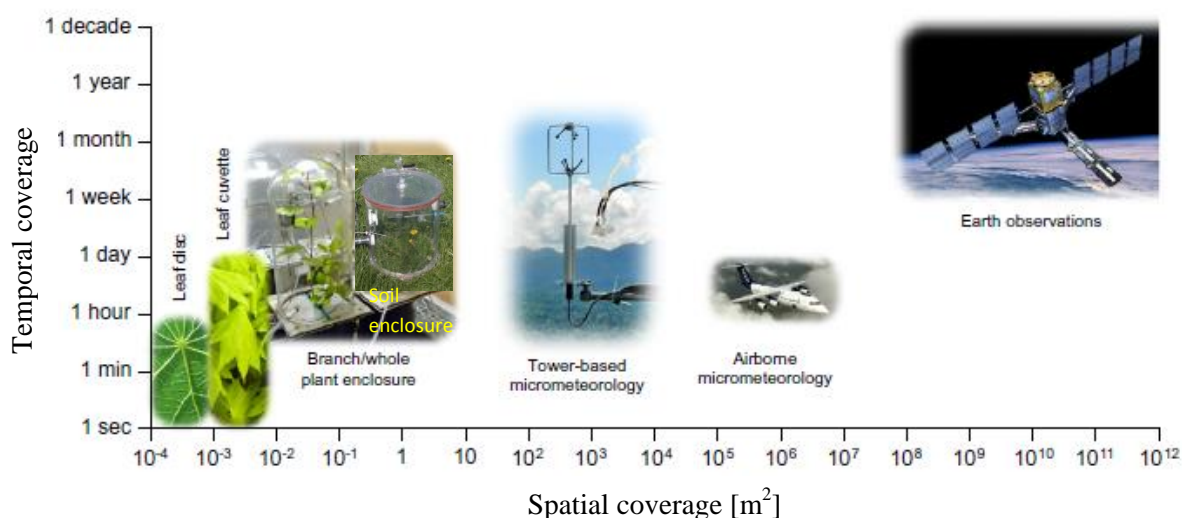 Temporal coverage
1 decade
1 year
1 month
1 week
1 day
1 hour
1 min
1 sec
Leaf disc
Leaf cuvette
Soil
enclosure
Branch/whole
plant enclosure
Tower-based
micrometeorology
Airborne
micrometeorology
Earth observations
10⁻⁴ 10⁻³ 10⁻² 10⁻¹ 1 10 10² 10³ 10⁴ 10⁵ 10⁶ 10⁷ 10⁸ 10⁹ 10¹⁰ 10¹¹ 10¹²
Spatial coverage [m²]